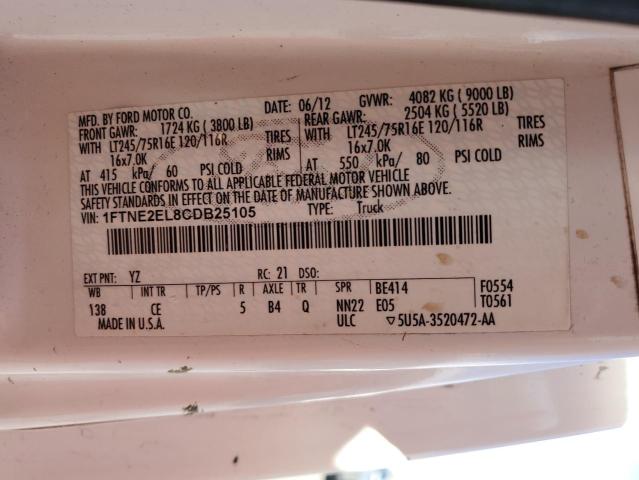 MFD. BY FORD MOTOR CO. DATE: 06/12 GVWR: 4082 KG ( 9000 LB)
FRONT GAWR: 1724 KG ( 3800 LB) REAR GAWR: 2504 KG ( 5520 LB)
WITH LT245/75R16E 120/116R TIRES WITH LT245/75R16E 120/116R TIRES
16x7.0K RIMS 16x7.0K RIMS
AT 415 kPa/ 60 PSI COLD AT 550 kPa/ 80 PSI COLD
THIS VEHICLE CONFORMS TO ALL APPLICABLE FEDERAL MOTOR VEHICLE
SAFETY STANDARDS IN EFFECT ON THE DATE OF MANUFACTURE SHOWN ABOVE.
VIN: 1FTNE2EL8CDB25105 TYPE: Truck
EXT PNT: YZ RC: 21 DSO:
WB INT TR TP/PS R AXLE TR SPR BE414 F0554
138 CE 5 B4 Q NN22 E05 T0561
MADE IN U.S.A. ULC ▽5U5A-3520472-AA